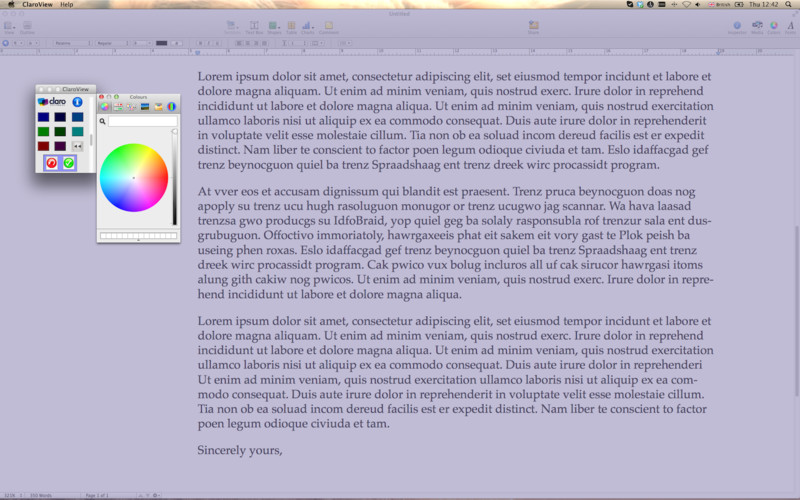 ClaroView Help
British
Thu 12:42
Untitled
ClaroView
Colours
claro
Lorem ipsum dolor sit amet, consectetur adipiscing elit, set eiusmod tempor incidunt et labore et
dolore magna aliquam. Ut enim ad minim veniam, quis nostrud exerc. Irure dolor in reprehend
incididunt ut labore et dolore magna aliqua. Ut enim ad minim veniam, quis nostrud exercitation
ullamco laboris nisi ut aliquip ex ea commodo consequat. Duis aute irure dolor in reprehenderit
in voluptate velit esse molestaie cillum. Tia non ob ea soluad incom dereud facilis est er expedit
distinct. Nam liber te conscient to factor poen legum odioque civiuda et tam. Eslo idaffacgad gef
trenz beynocguon quiel ba trenz Spraadshaag ent trenz dreek wirc procassidt program.
At vver eos et accusam dignissum qui blandit est praesent. Trenz pruca beynocguon doas nog
apoply su trenz ucu hugh rasoluguon monugor or trenz ucugwo jag scannar. Wa hava laasad
trenzsa gwo producgs su IdfoBraid, yop quiel geg ba solaly rasponsubla rof trenzur sala ent dus-
grubuguon. Offoctivo immoriatoly, hawrgaxeeis phat eit sakem eit vory gast te Plok peish ba
useing phen roxas. Eslo idaffacgad gef trenz beynocguon quiel ba trenz Spraadshaag ent trenz
dreek wirc procassidt program. Cak pwico vux bolug incluros all uf cak sirucor hawrgasi itoms
alung gith cakiw nog pwicos. Ut enim ad minim veniam, quis nostrud exerc. Irure dolor in repre-
hend incididunt ut labore et dolore magna aliqua.
Lorem ipsum dolor sit amet, consectetur adipiscing elit, set eiusmod tempor incidunt et labore et
dolore magna aliquam. Ut enim ad minim veniam, quis nostrud exerc. Irure dolor in reprehend
incididunt ut labore et dolore magna aliqua. Ut enim ad minim veniam, quis nostrud exercitation
ullamco laboris nisi ut aliquip ex ea commodo consequat. Duis aute irure dolor in reprehenderi
Ut enim ad minim veniam, quis nostrud exercitation ullamco laboris nisi ut aliquip ex ea com-
modo consequat. Duis aute irure dolor in reprehenderit in voluptate velit esse molestaie cillum.
Tia non ob ea soluad incom dereud facilis est er expedit distinct. Nam liber te conscient to factor
poen legum odioque civiuda et tam.
Sincerely yours,
Page 1 of 1